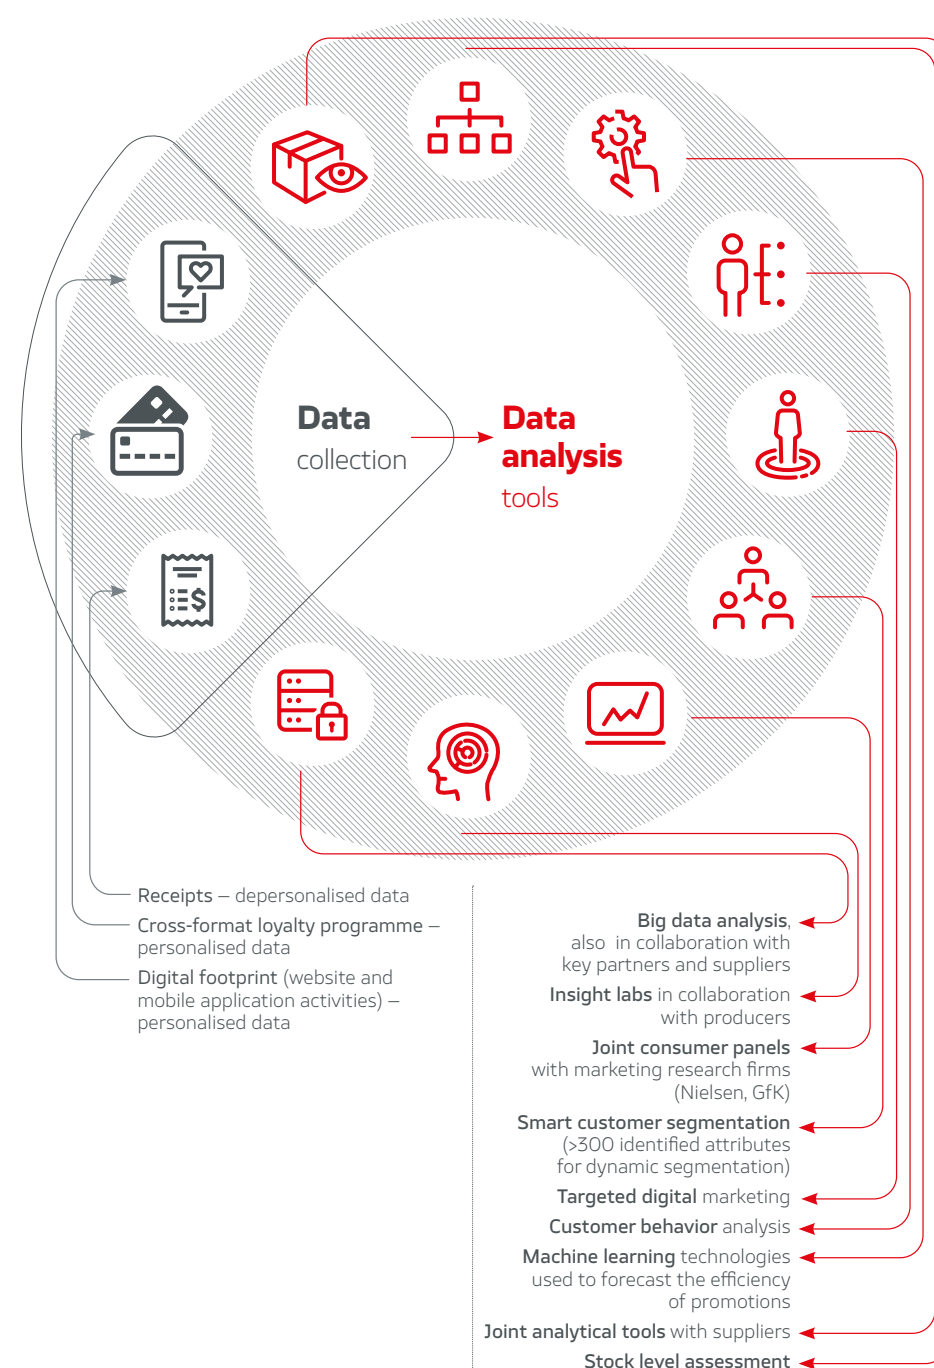 Data
collection
Data
analysis
tools
Receipts – depersonalised data
Cross-format loyalty programme –
personalised data
Digital footprint (website and
mobile application activities) –
personalised data
Big data analysis,
also in collaboration with
key partners and suppliers
Insight labs in collaboration
with producers
Joint consumer panels
with marketing research firms
(Nielsen, GfK)
Smart customer segmentation
(>300 identified attributes
for dynamic segmentation)
Targeted digital marketing
Customer behavior analysis
Machine learning technologies
used to forecast the efficiency
of promotions
Joint analytical tools with suppliers
Stock level assessment